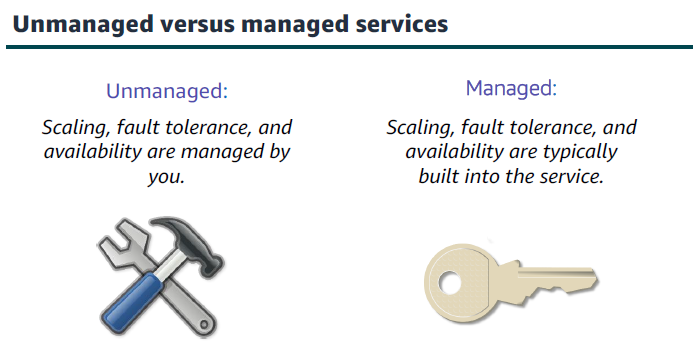 Unmanaged versus managed services
Unmanaged:
Scaling, fault tolerance, and
availability are managed by
you.
Managed:
Scaling, fault tolerance, and
availability are typically
built into the service.